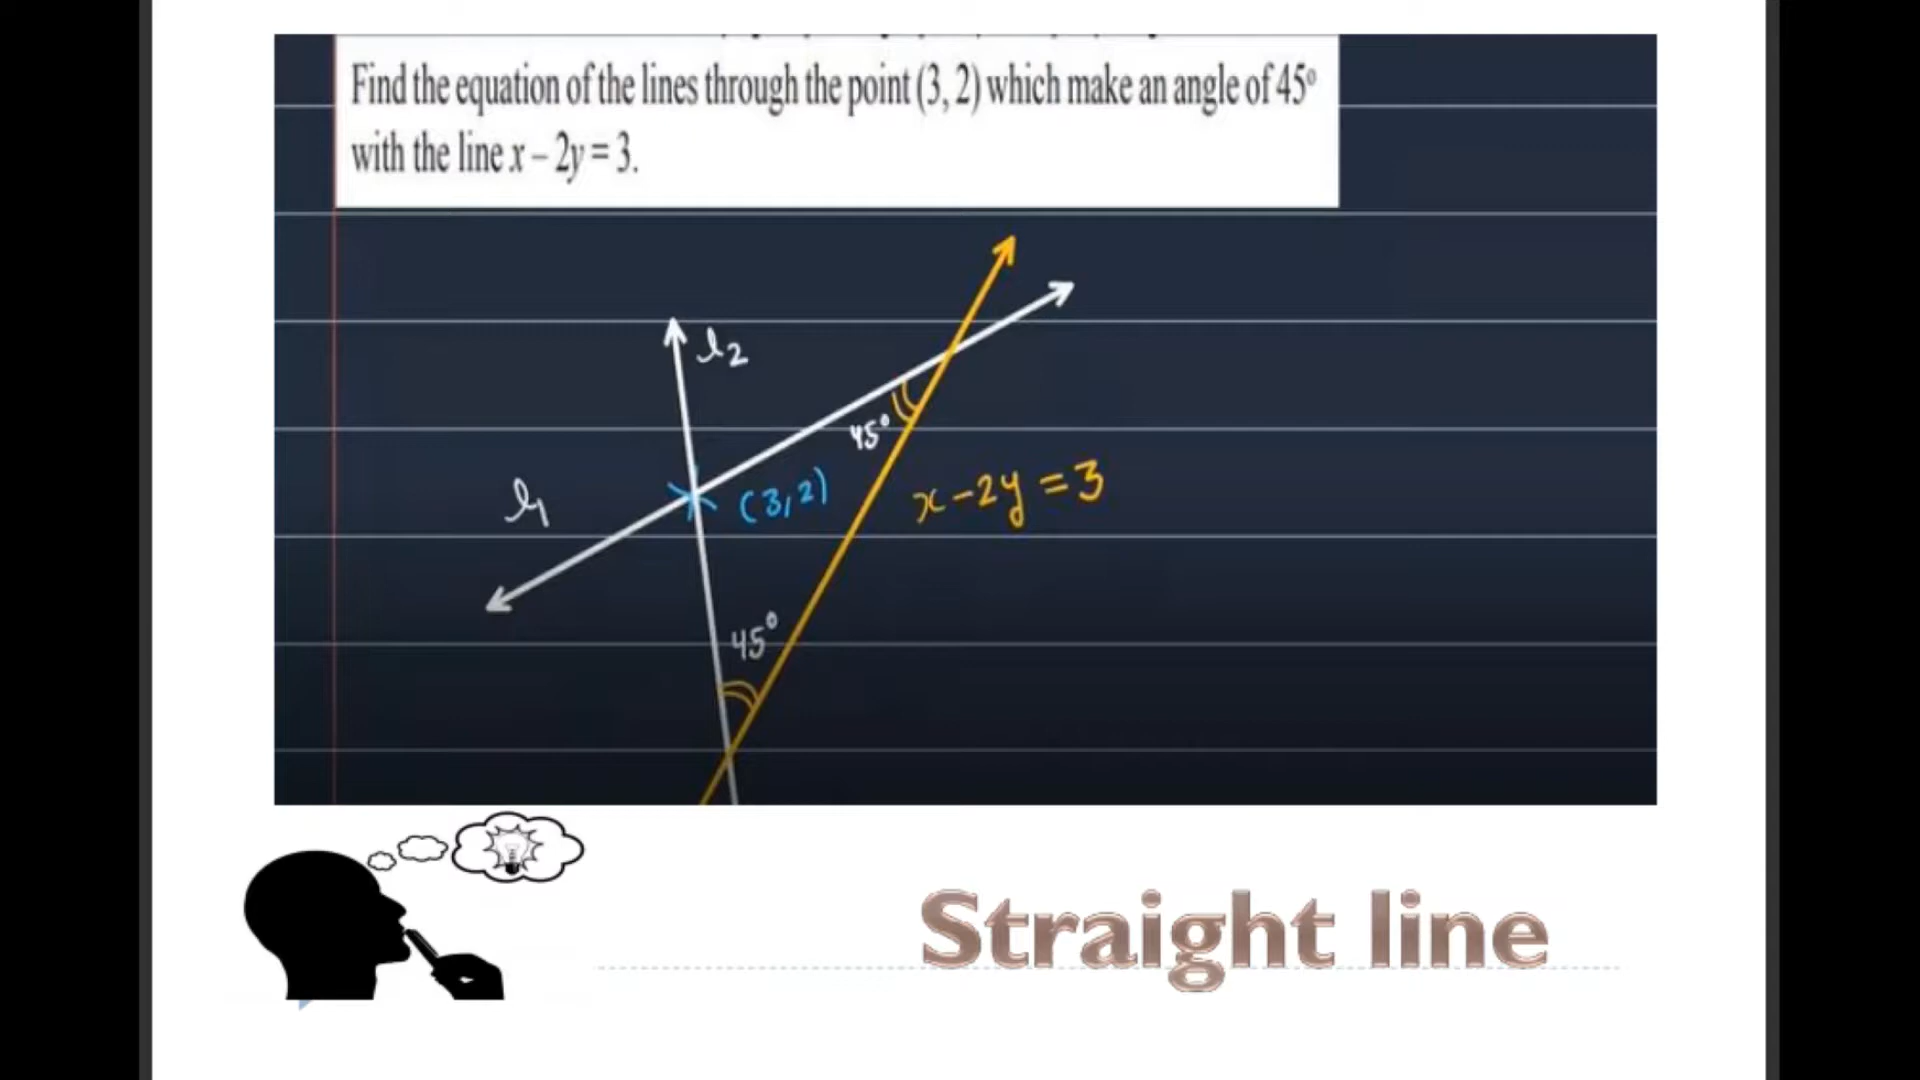 Find the equation of the lines through the point (3, 2) which make an angle of 45°
with the line x – 2y = 3.
l2
45°
l1
(3,2)
x-2y=3
45°
Straight line